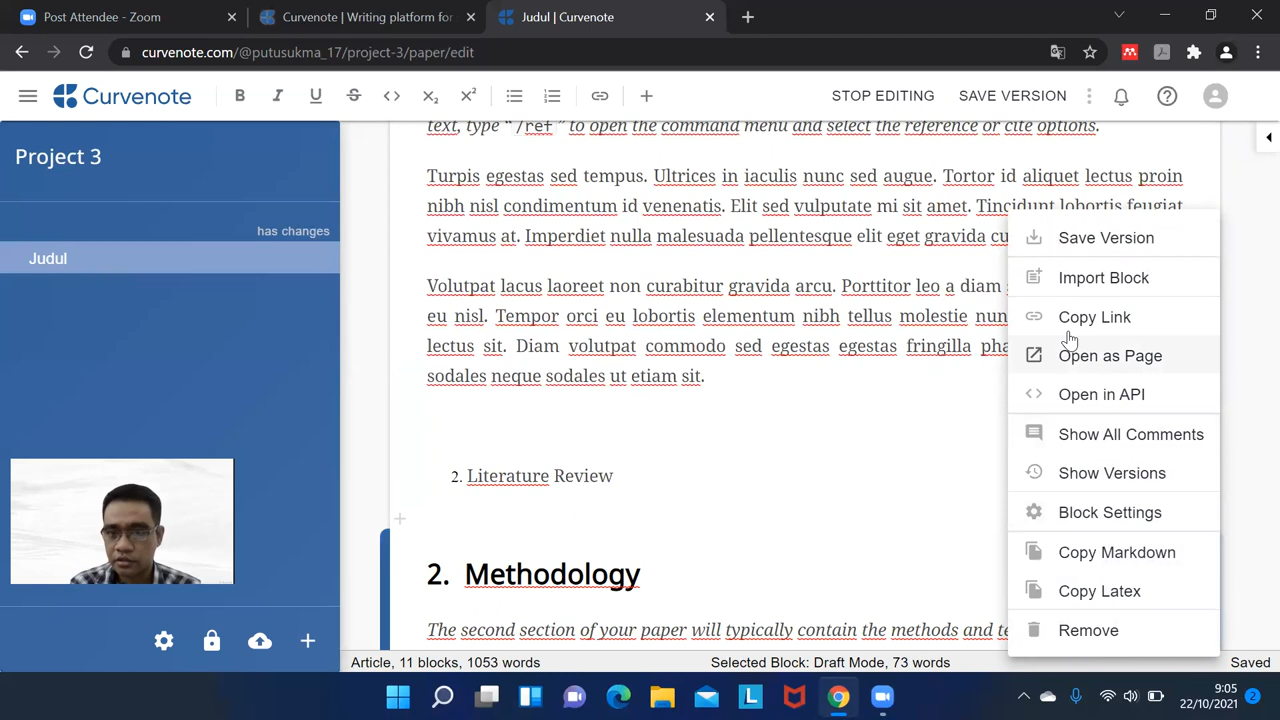 Post Attendee - Zoom
Curvenote | Writing platform for
Judul | Curvenote
curvenote.com/@putusukma_17/project-3/paper/edit
Curvenote
STOP EDITING
SAVE VERSION
Project 3
has changes
Judul
text, type "/ref" to open the command menu and select the reference or cite options.
Turpis egestas sed tempus. Ultrices in iaculis nunc sed augue. Tortor id aliquet lectus proin
nibh nisl condimentum id venenatis. Elit sed vulputate mi sit amet. Tincidunt lobortis feugiat
vivamus at. Imperdiet nulla malesuada pellentesque elit eget gravida
Volutpat lacus laoreet non curabitur gravida arcu. Porttitor leo a diam
eu nisl. Tempor orci eu lobortis elementum nibh tellus molestie
lectus sit. Diam volutpat commodo sed egestas egestas fringilla
sodales neque sodales ut etiam sit.
2. Literature Review
2. Methodology
The second section of your paper will typically contain the methods and
Save Version
Import Block
Copy Link
Open as Page
Open in API
Show All Comments
Show Versions
Block Settings
Copy Markdown
Copy Latex
Remove
Article, 11 blocks, 1053 words
Selected Block: Draft Mode, 73 words
Saved
9:05
22/10/2021
2